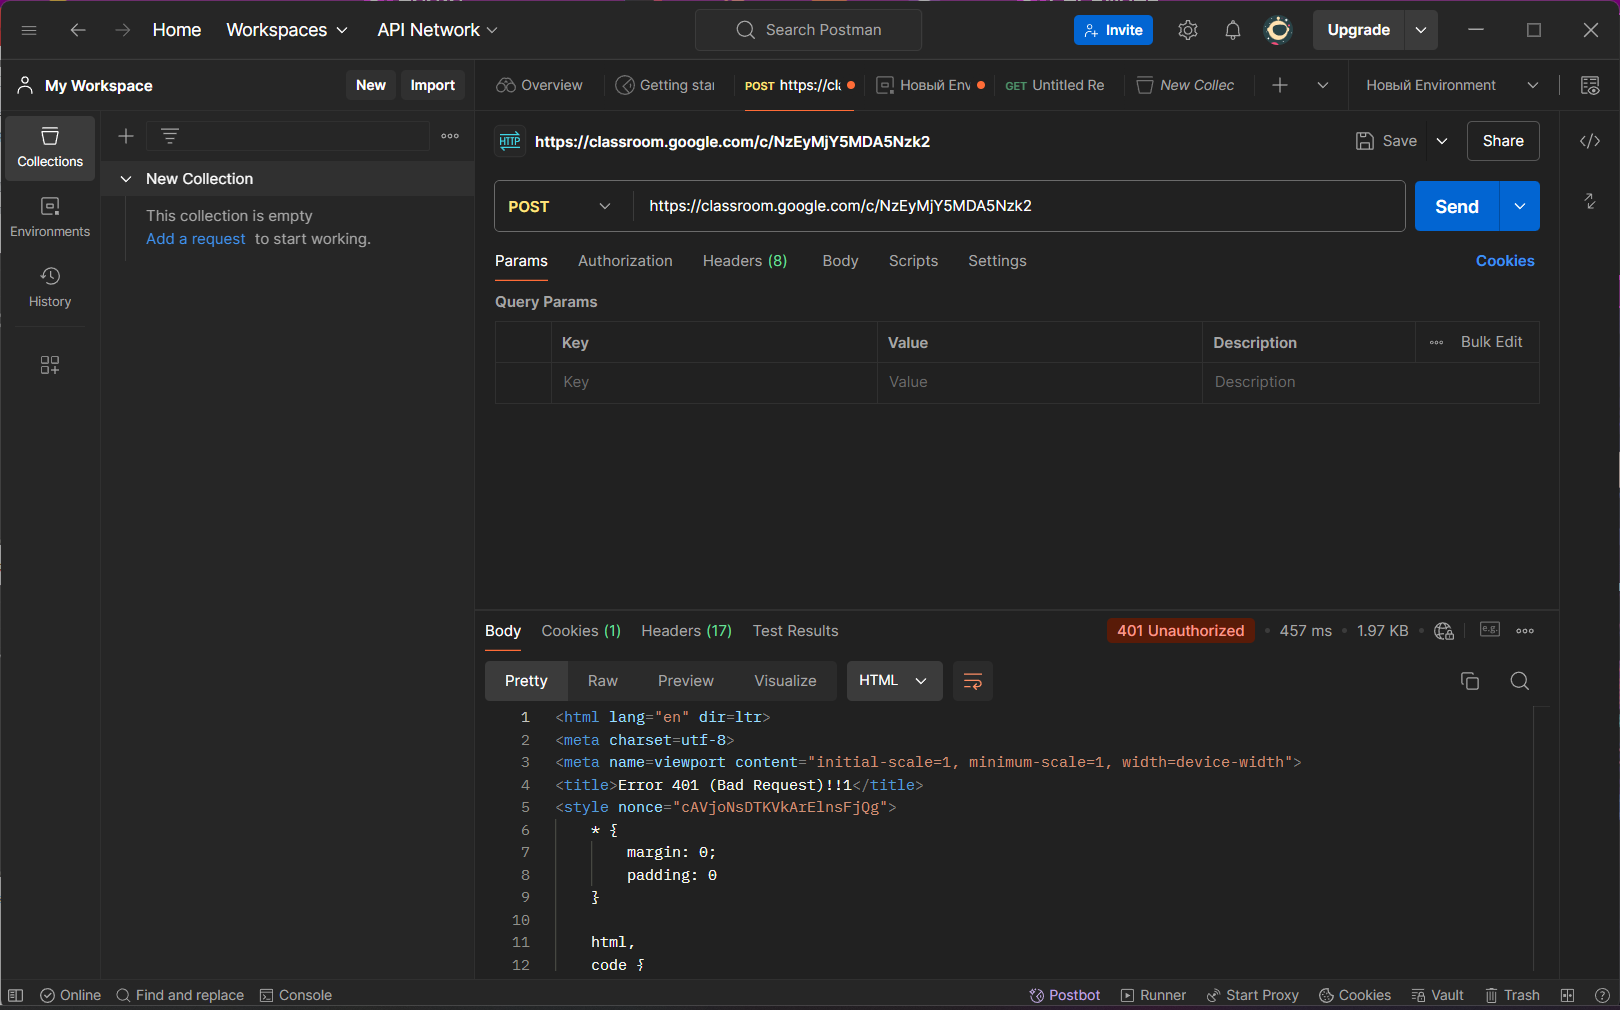 Home Workspaces API Network Search Postman Invite Upgrade
My Workspace New Import Overview Getting star POST https://cla Новый Env GET Untitled Re New Collec Новый Environment
Collections
Environments
History
New Collection
This collection is empty
Add a request to start working.
HTTP https://classroom.google.com/c/NzEyMjY5MDA5Nzk2 Save Share
POST https://classroom.google.com/c/NzEyMjY5MDA5Nzk2 Send
Params Authorization Headers (8) Body Scripts Settings Cookies
Query Params
Key Value Description Bulk Edit
Key Value Description
Body Cookies (1) Headers (17) Test Results 401 Unauthorized 457 ms 1.97 KB e.g.
Pretty Raw Preview Visualize HTML
1 <html lang="en" dir=ltr>
2 <meta charset=utf-8>
3 <meta name=viewport content="initial-scale=1, minimum-scale=1, width=device-width">
4 <title>Error 401 (Bad Request)!!1</title>
5 <style nonce="cAVjoNsDTKVkArElnsFjQg">
6 * {
7 margin: 0;
8 padding: 0
9 }
10
11 html,
12 code {
Online Find and replace Console Postbot Runner Start Proxy Cookies Vault Trash